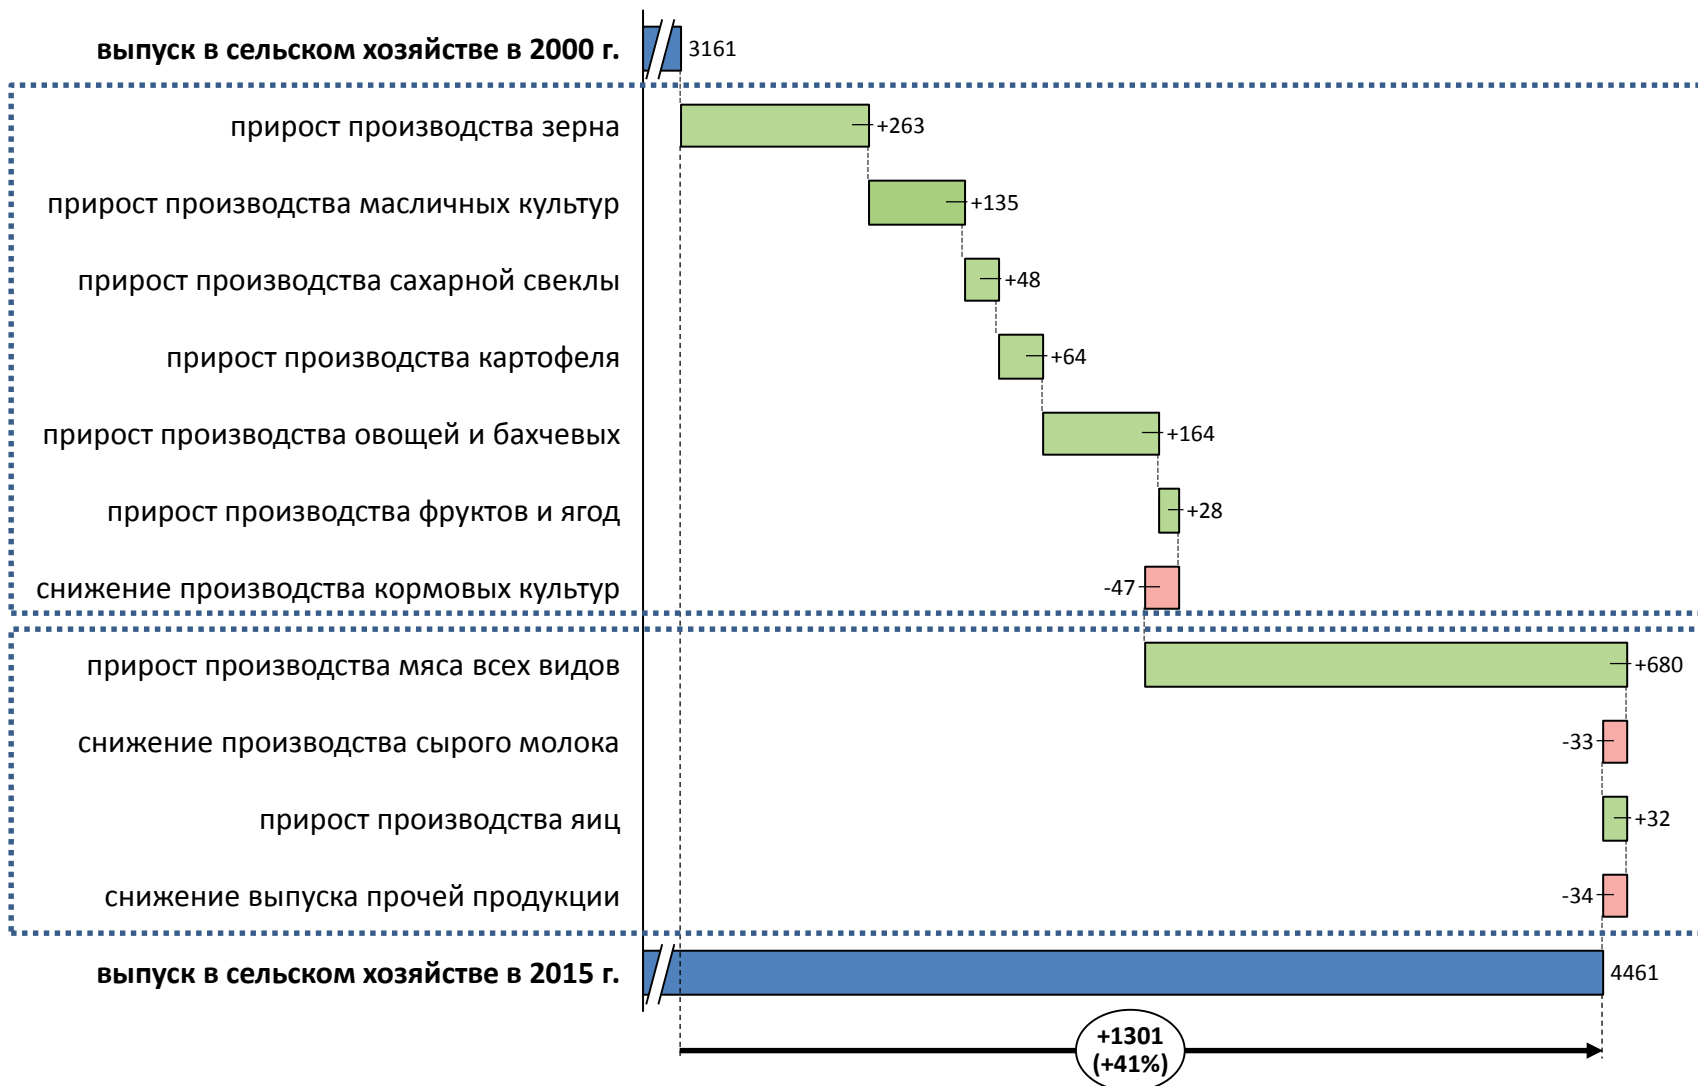 выпуск в сельском хозяйстве в 2000 г. 3161
прирост производства зерна +263
прирост производства масличных культур +135
прирост производства сахарной свеклы +48
прирост производства картофеля +64
прирост производства овощей и бахчевых +164
прирост производства фруктов и ягод +28
снижение производства кормовых культур -47
прирост производства мяса всех видов +680
снижение производства сырого молока -33
прирост производства яиц +32
снижение выпуска прочей продукции -34
выпуск в сельском хозяйстве в 2015 г. 4461
+1301
(+41%)